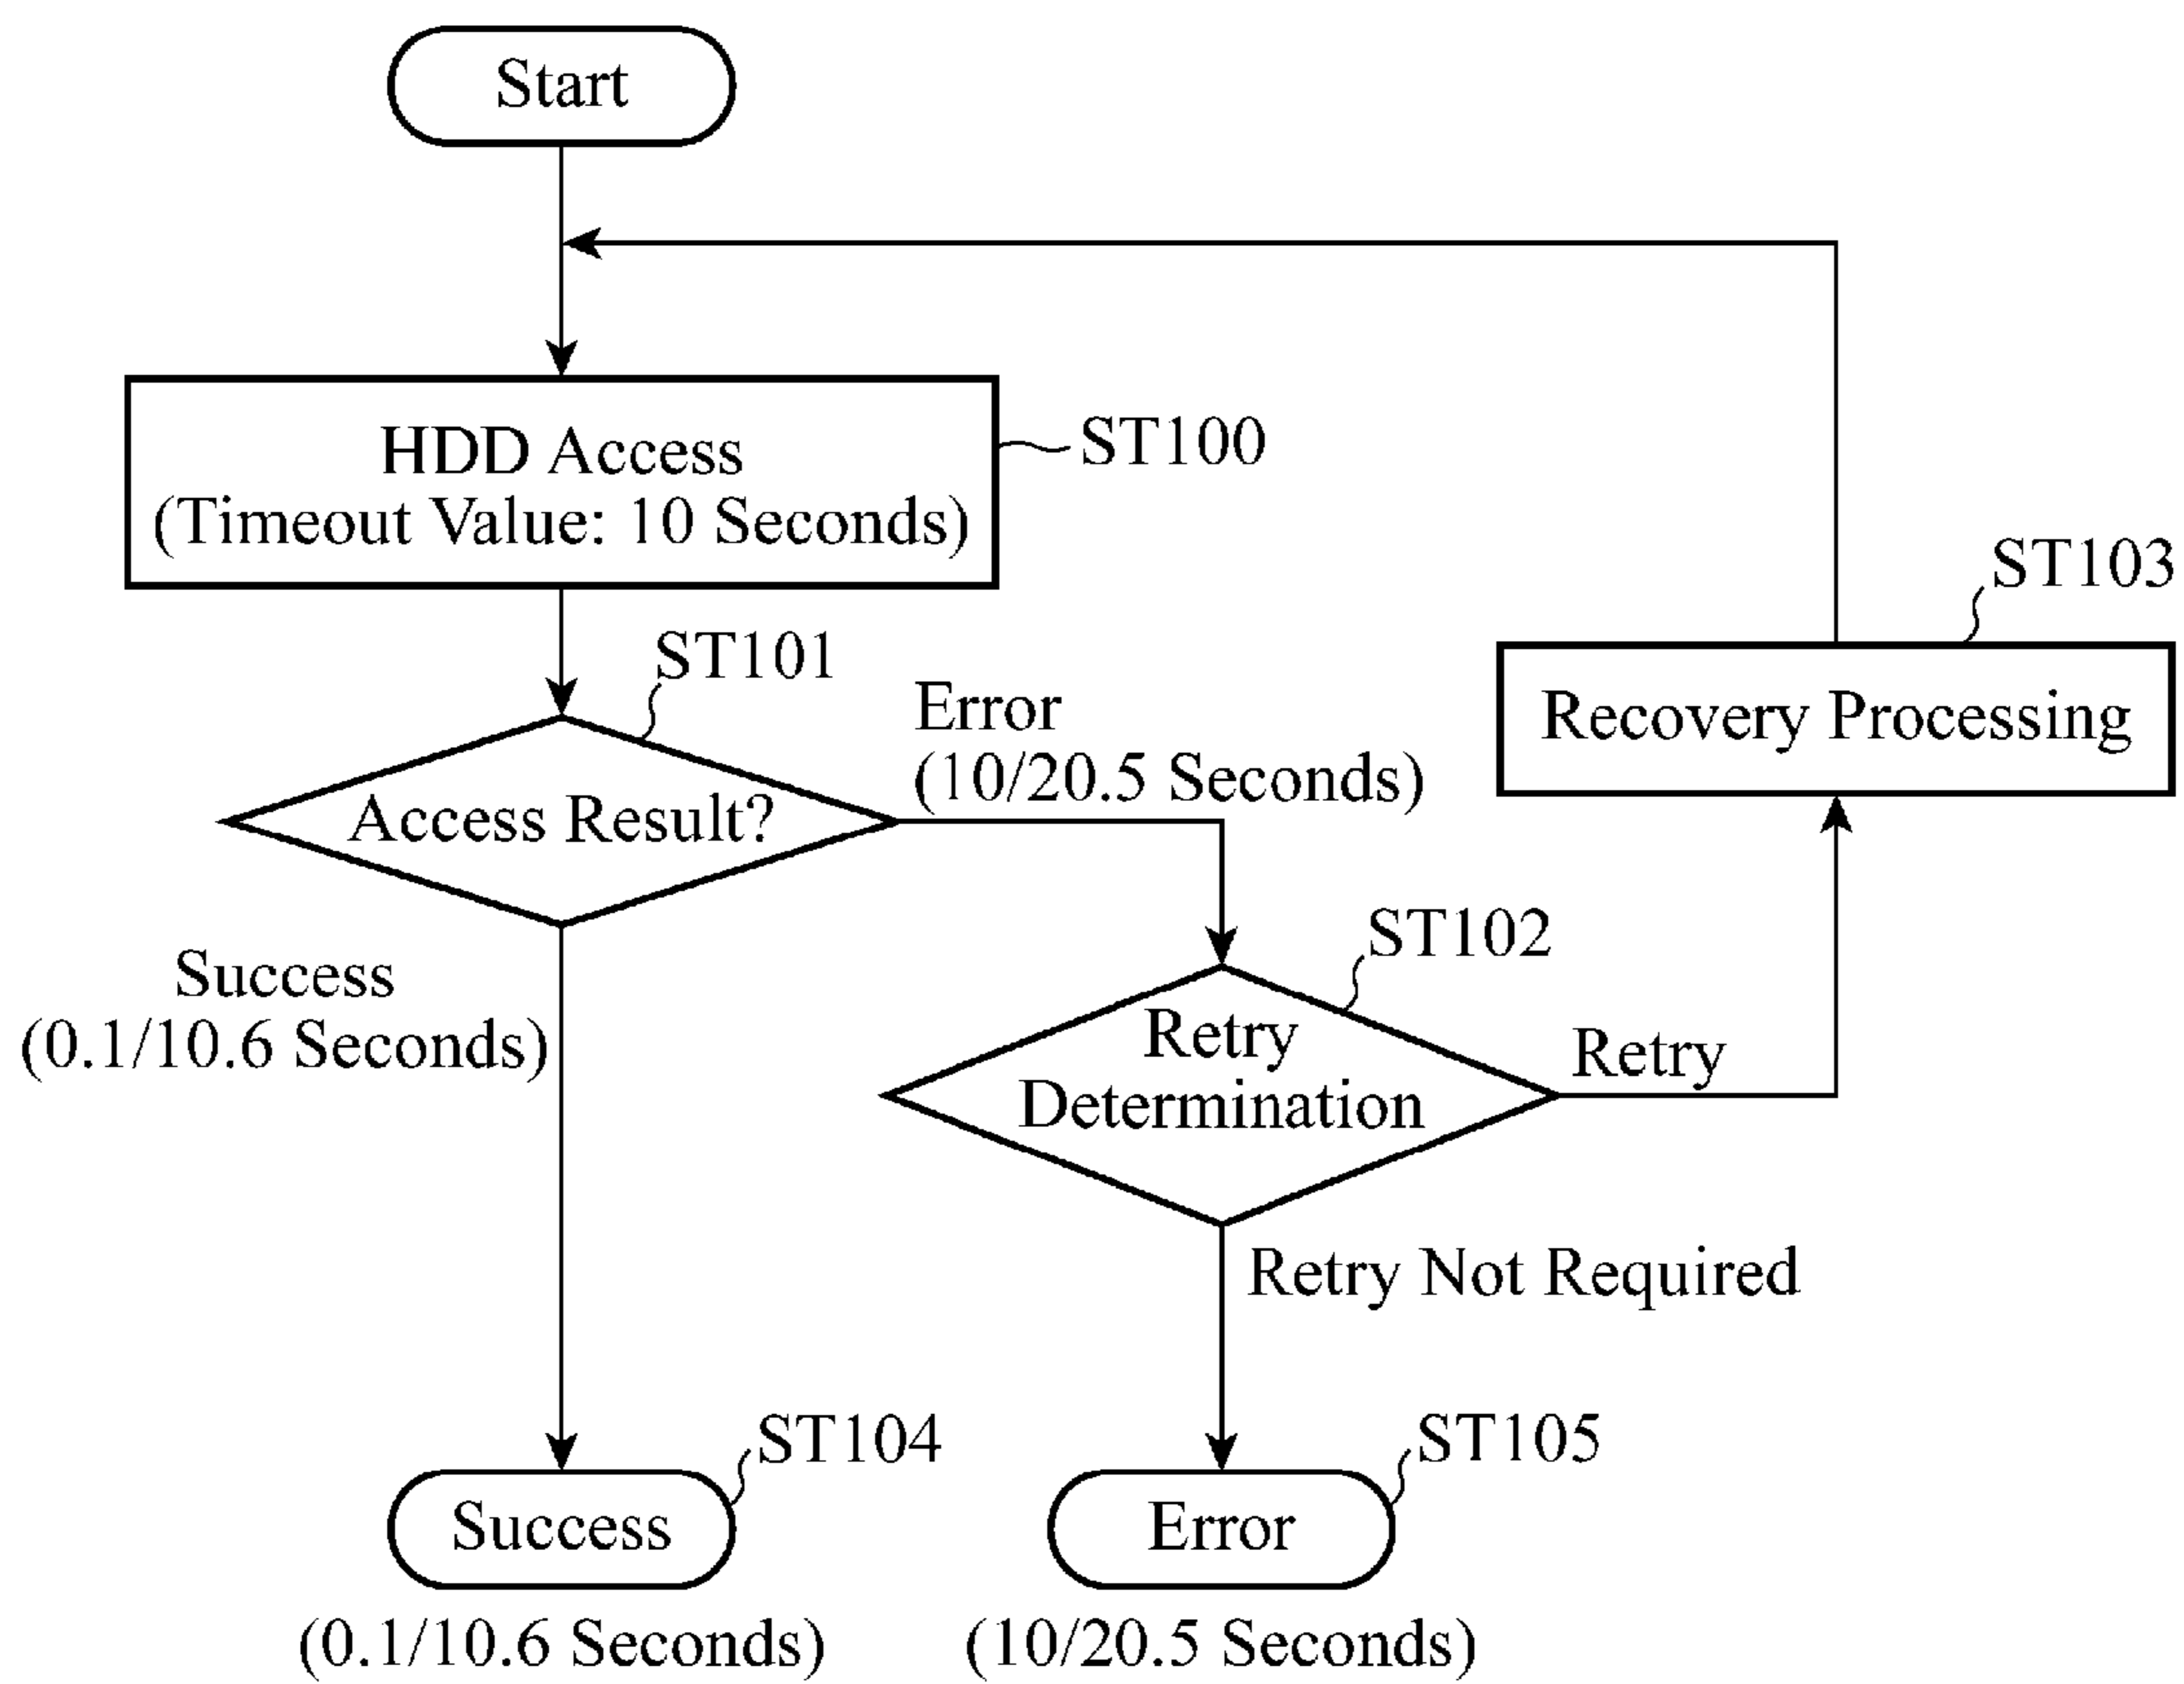 Start
HDD Access
(Timeout Value: 10 Seconds)
ST100
ST103
Recovery Processing
ST101
Error
(10/20.5 Seconds)
Access Result?
ST102
Success
(0.1/10.6 Seconds)
Retry
Determination
Retry
Retry Not Required
ST104
ST105
Success
Error
(0.1/10.6 Seconds)
(10/20.5 Seconds)